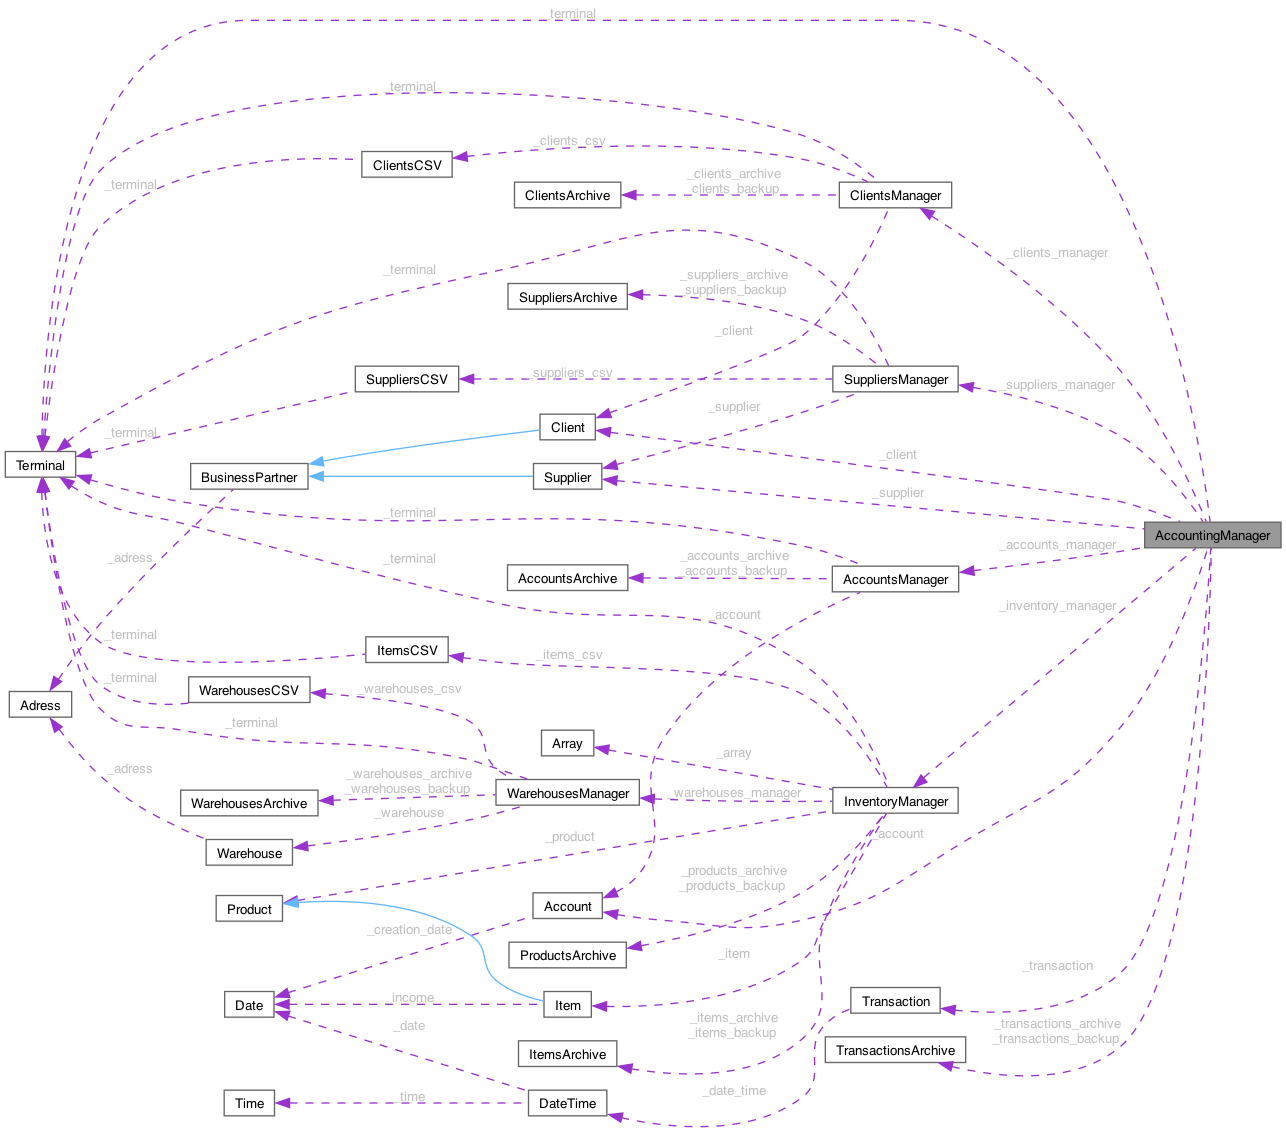 _terminal
_terminal
_clients_csv
ClientsCSV
_clients_archive
_clients_backup
_terminal
ClientsArchive
ClientsManager
_clients_manager
_terminal
_suppliers_archive
_suppliers_backup
SuppliersArchive
_client
SuppliersCSV
_suppliers_csv
SuppliersManager
_suppliers_manager
_supplier
Client
_terminal
_client
Terminal
BusinessPartner
Supplier
_supplier
_terminal
AccountingManager
_accounts_manager
_adress
_terminal
_accounts_archive
_accounts_backup
AccountsArchive
AccountsManager
_inventory_manager
_account
_terminal
ItemsCSV
_items_csv
_terminal
WarehousesCSV
_warehouses_csv
Adress
_terminal
Array
_array
_adress
_warehouses_archive
_warehouses_backup
WarehousesManager
_warehouses_manager
InventoryManager
WarehousesArchive
_warehouse
_product
_account
Warehouse
_products_archive
_products_backup
Product
Account
_creation_date
ProductsArchive
_item
_transaction
Date
income
Item
Transaction
_date
_items_archive
_items_backup
_transactions_archive
_transactions_backup
ItemsArchive
TransactionsArchive
_date_time
Time
_time
DateTime